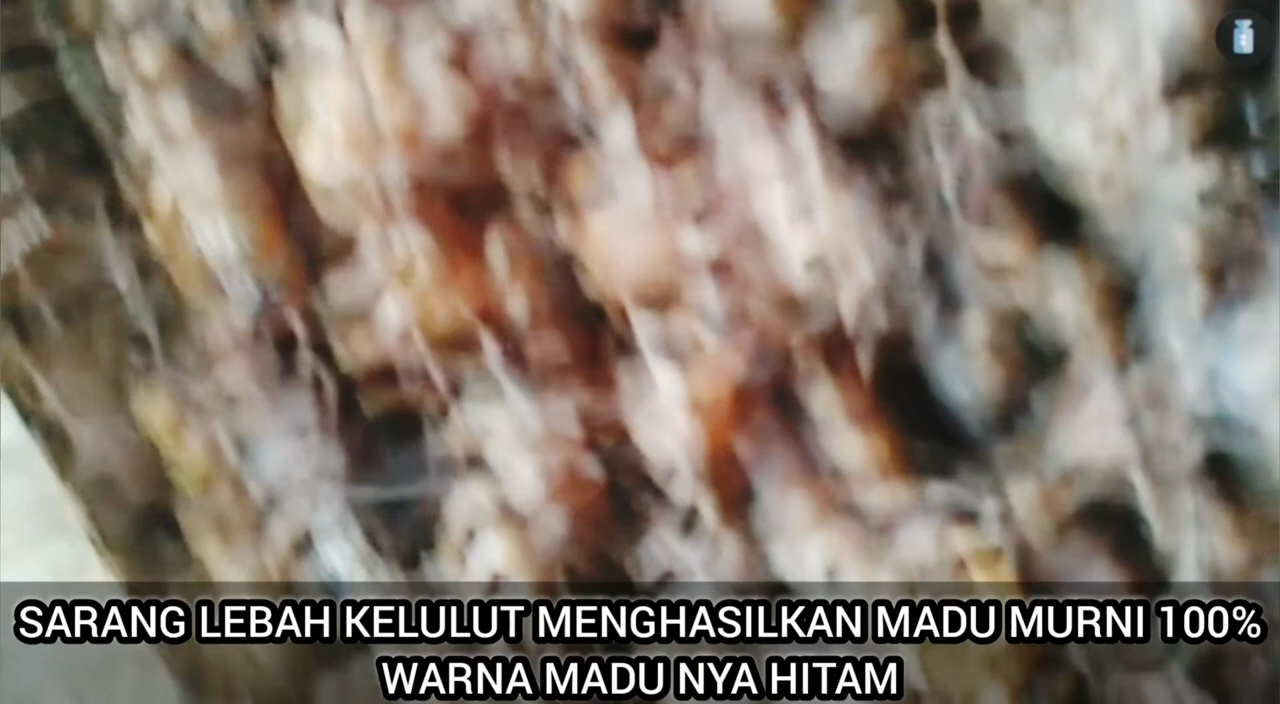 SARANG LEBAH KELULUT MENGHASILKAN MADU MURNI 100%
WARNA MADU NYA HITAM